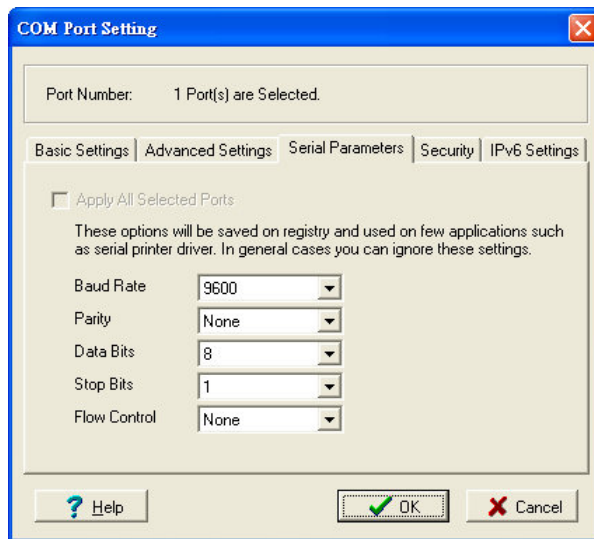 COM Port Setting
Port Number: 1 Port(s) are Selected.
Basic Settings Advanced Settings Serial Parameters Security IPv6 Settings
Apply All Selected Ports
These options will be saved on registry and used on few applications such
as serial printer driver. In general cases you can ignore these settings.
Baud Rate 9600
Parity None
Data Bits 8
Stop Bits 1
Flow Control None
? Help OK Cancel